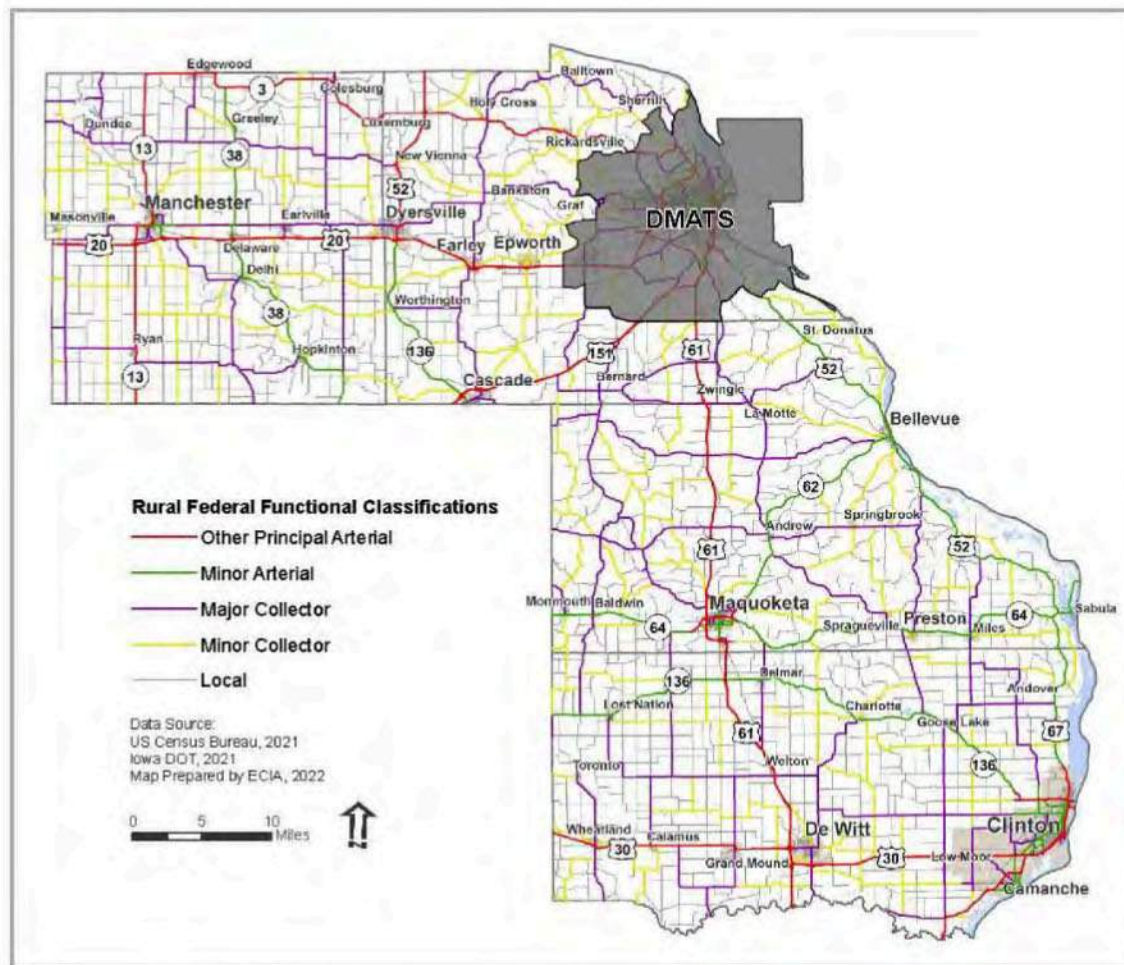 Balltown
Edgewood
3
Colesburg
Holy Cross
Sherrill
Greeley
Dundee
Luxemburg
Rickardsville
13
38
New Vienna
52
Bankston
Manchester
Graf
Masonville
Earlville
Dyersville
DMATS
20
Delaware
20
Farley
Epworth
Delhi
Worthington
38
St. Donatus
Ryan
Hopkinton
136
151
61
52
13
Cascade
Bernard
Zwingle
La Motte
Bellevue
62
Springbrook
Andrew
61
52
Monmouth
Baldwin
Maquoketa
64
Sabula
64
Spragueville
Preston
Miles
136
Delmar
Andover
Lost Nation
Charlotte
Goose Lake
61
67
Toronto
Welton
136
Wheatland
Calamus
De Witt
Clinton
30
Grand Mound
30
Low Moor
Camanche
Rural Federal Functional Classifications
Other Principal Arterial
Minor Arterial
Major Collector
Minor Collector
Local
Data Source:
US Census Bureau, 2021
Iowa DOT, 2021
Map Prepared by ECIA, 2022
0 5 10
Miles
N